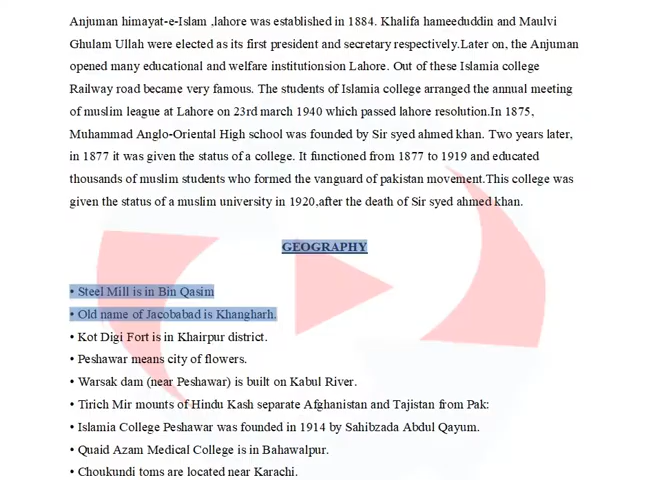 Anjuman himayat-e-Islam ,lahore was established in 1884. Khalifa hameeduddin and Maulvi
Ghulam Ullah were elected as its first president and secretary respectively.Later on, the Anjuman
opened many educational and welfare institutionsion Lahore. Out of these Islamia college
Railway road became very famous. The students of Islamia college arranged the annual meeting
of muslim league at Lahore on 23rd march 1940 which passed lahore resolution.In 1875,
Muhammad Anglo-Oriental High school was founded by Sir syed ahmed khan. Two years later,
in 1877 it was given the status of a college. It functioned from 1877 to 1919 and educated
thousands of muslim students who formed the vanguard of pakistan movement.This college was
given the status of a muslim university in 1920,after the death of Sir syed ahmed khan.
GEOGRAPHY
• Steel Mill is in Bin Qasim
• Old name of Jacobabad is Khangharh.
• Kot Digi Fort is in Khairpur district.
• Peshawar means city of flowers.
• Warsak dam (near Peshawar) is built on Kabul River.
• Tirich Mir mounts of Hindu Kash separate Afghanistan and Tajistan from Pak:
• Islamia College Peshawar was founded in 1914 by Sahibzada Abdul Qayum.
• Quaid Azam Medical College is in Bahawalpur.
• Choukundi toms are located near Karachi.